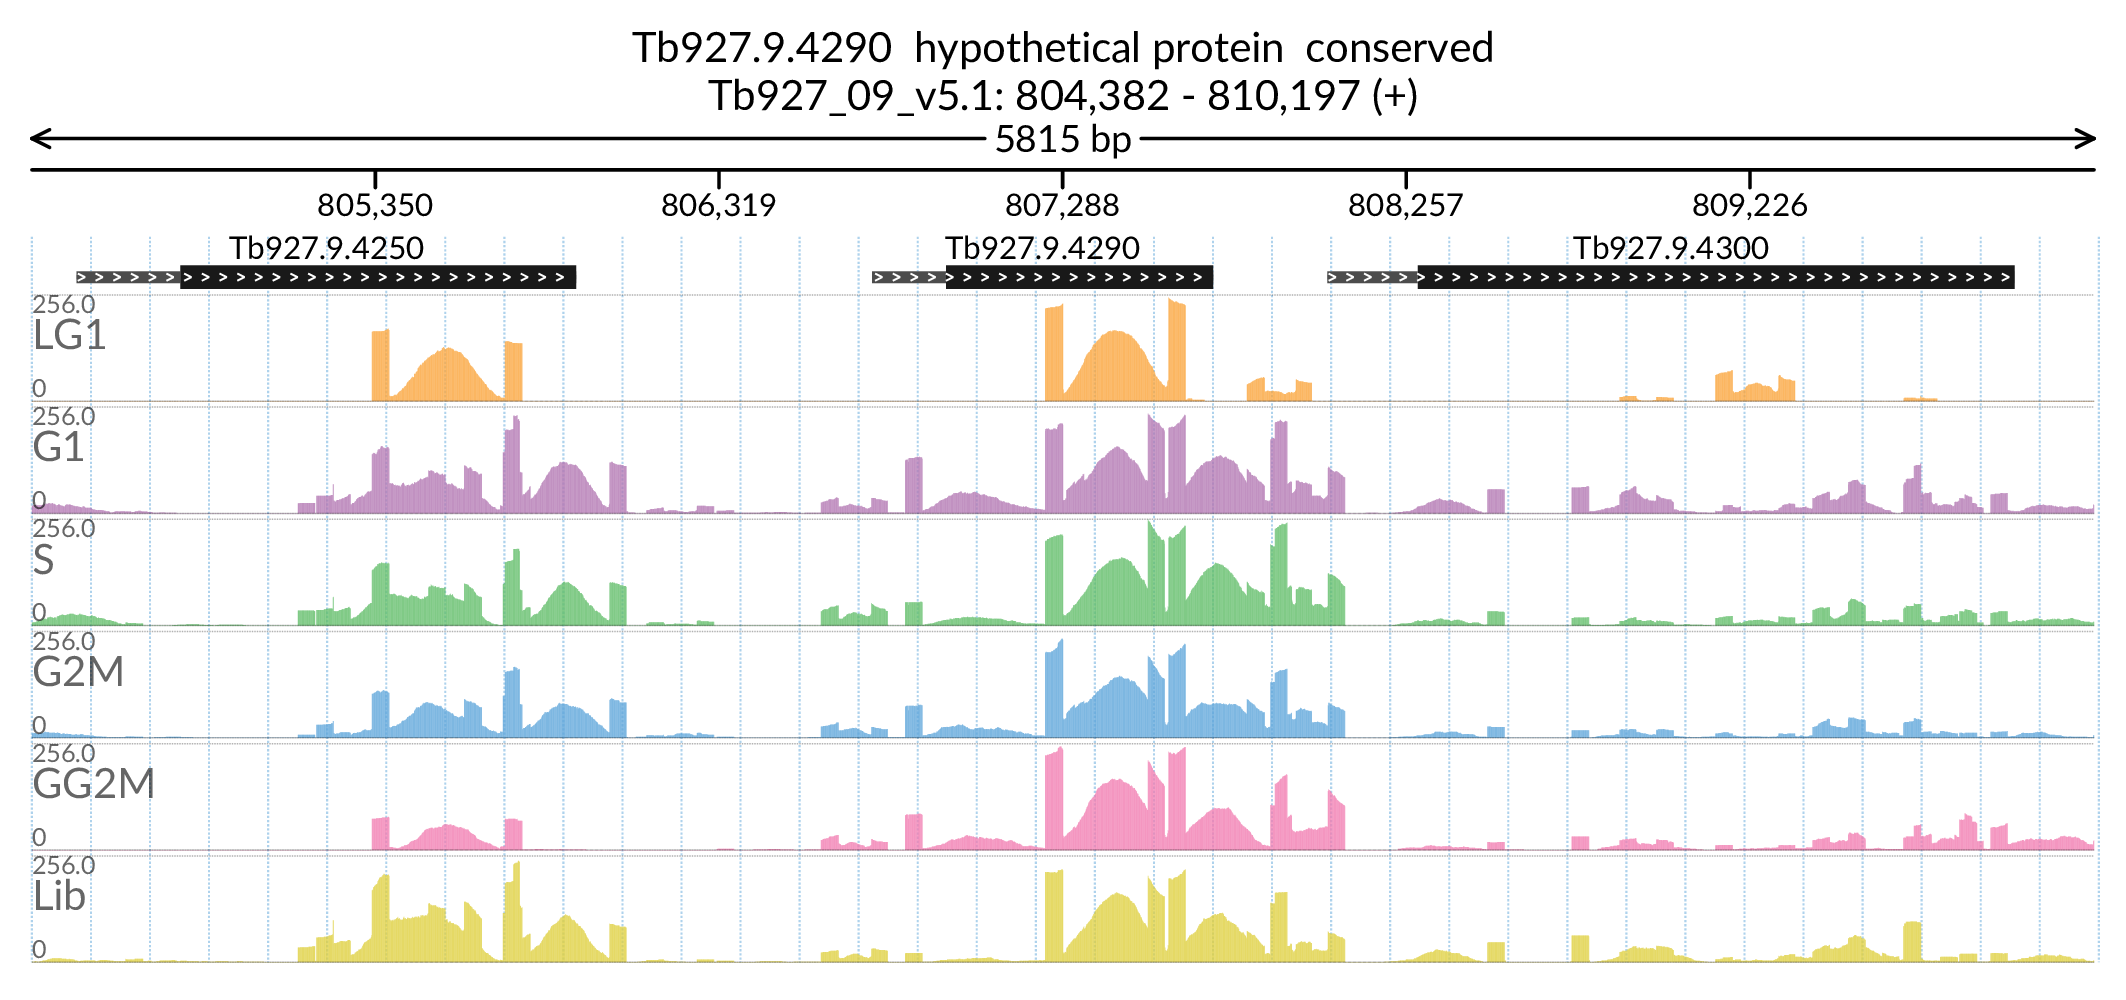 Tb927.9.4290 hypothetical protein conserved
Tb927_09_v5.1: 804,382 - 810,197 (+)
5815 bp
805,350 806,319 807,288 808,257 809,226
Tb927.9.4250 Tb927.9.4290 Tb927.9.4300
256.0
LG1
0
256.0
G1
0
256.0
S
0
256.0
G2M
0
256.0
GG2M
0
256.0
Lib
0